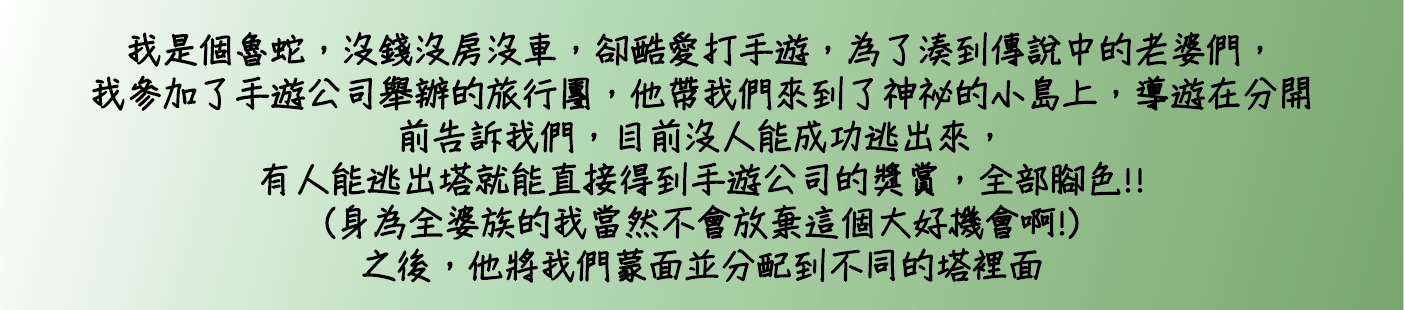 我是個魯蛇，沒錢沒房沒車，卻酷愛打手遊，為了湊到傳說中的老婆們，
我參加了手遊公司舉辦的旅行團，他帶我們來到了神祕的小島上，導遊在分開
前告訴我們，目前沒人能成功逃出來，
有人能逃出塔就能直接得到手遊公司的獎賞，全部腳色!!
(身為全婆族的我當然不會放棄這個大好機會啊!)
之後，他將我們蒙面並分配到不同的塔裡面